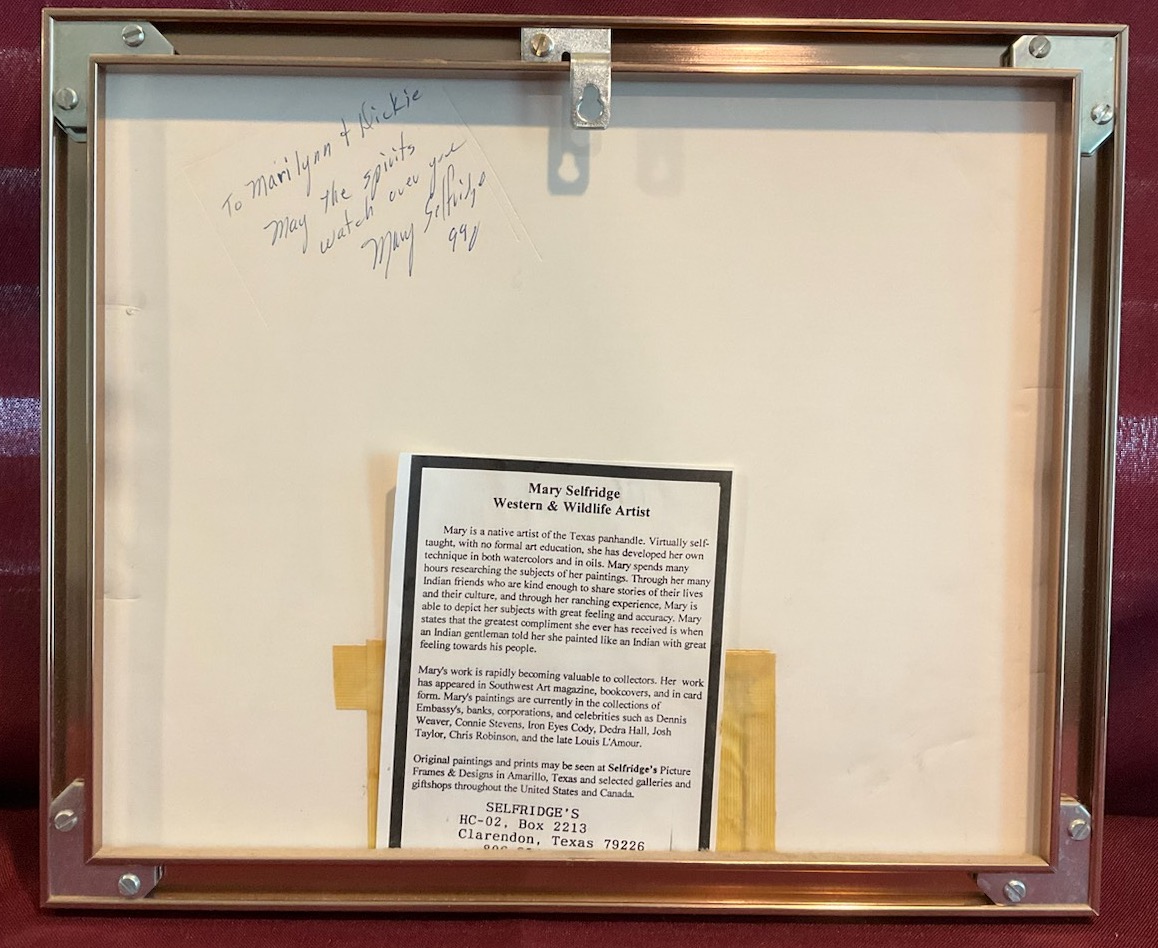 To Marilynn + Dickie
May the spirits
watch over you
Mary Selfridge
Mary Selfridge
Western & Wildlife Artist
Mary is a native artist of the Texas panhandle. Virtually self-
taught, with no formal art education, she has developed her own
technique in both watercolors and in oils. Mary spends many
hours researching the subjects of her paintings. Through her many
Indian friends who are kind enough to share stories of their lives
and their culture, and through her ranching experience, Mary is
able to depict her subjects with great feeling and accuracy. Mary
states that the greatest compliment she ever has received is when
an Indian gentleman told her she painted like an Indian with great
feeling towards his people.
Mary's work is rapidly becoming valuable to collectors. Her work
has appeared in Southwest Art magazine, bookcovers, and in card
form. Mary's paintings are currently in the collections of
Embassy's, banks, corporations, and celebrities such as Dennis
Weaver, Connie Stevens, Iron Eyes Cody, Dedra Hall, Josh
Taylor, Chris Robinson, and the late Louis L'Amour.
Original paintings and prints may be seen at Selfridge's Picture
Frames & Designs in Amarillo, Texas and selected galleries and
giftshops throughout the United States and Canada.
SELFRIDGE'S
HC-02, Box 2213
Clarendon, Texas 79226